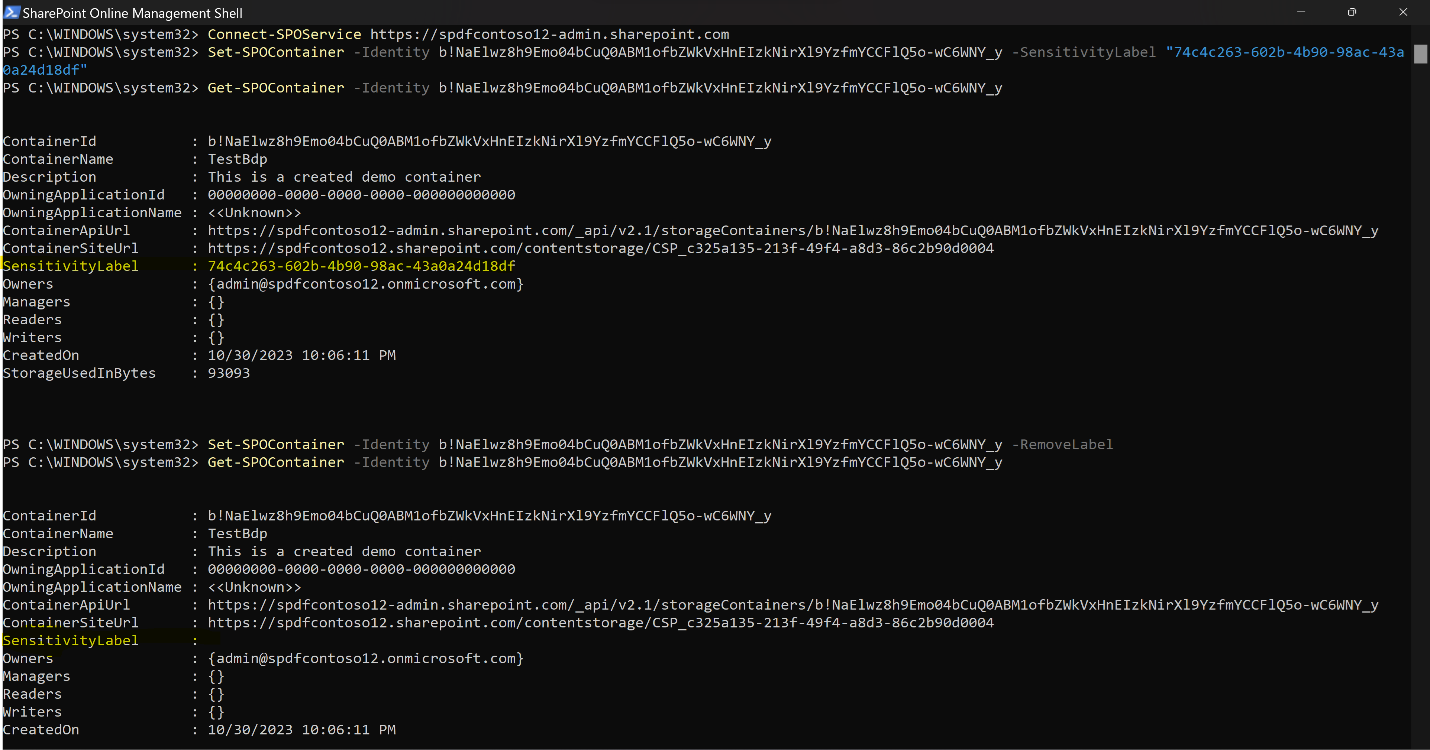 SharePoint Online Management Shell
PS C:\WINDOWS\system32> Connect-SPOService https://spdfcontoso12-admin.sharepoint.com
PS C:\WINDOWS\system32> Set-SPOContainer -Identity b!NaElwz8h9Emo04bCuQ0ABM1ofbZWkVxHnEIzkNirXl9YzfmYCCFlQ5o-wC6WNY_y -SensitivityLabel "74c4c263-602b-4b90-98ac-43a
0a24d18df"
PS C:\WINDOWS\system32> Get-SPOContainer -Identity b!NaElwz8h9Emo04bCuQ0ABM1ofbZWkVxHnEIzkNirXl9YzfmYCCFlQ5o-wC6WNY_y
ContainerId : b!NaElwz8h9Emo04bCuQ0ABM1ofbZWkVxHnEIzkNirXl9YzfmYCCFlQ5o-wC6WNY_y
ContainerName : TestBdp
Description : This is a created demo container
OwningApplicationId : 00000000-0000-0000-0000-000000000000
OwningApplicationName : <<Unknown>>
ContainerApiUrl : https://spdfcontoso12-admin.sharepoint.com/_api/v2.1/storageContainers/b!NaElwz8h9Emo04bCuQ0ABM1ofbZWkVxHnEIzkNirXl9YzfmYCCFlQ5o-wC6WNY_y
ContainerSiteUrl : https://spdfcontoso12.sharepoint.com/contentstorage/CSP_c325a135-213f-49f4-a8d3-86c2b90d0004
SensitivityLabel : 74c4c263-602b-4b90-98ac-43a0a24d18df
Owners : {admin@spdfcontoso12.onmicrosoft.com}
Managers : {}
Readers : {}
Writers : {}
CreatedOn : 10/30/2023 10:06:11 PM
StorageUsedInBytes : 93093
PS C:\WINDOWS\system32> Set-SPOContainer -Identity b!NaElwz8h9Emo04bCuQ0ABM1ofbZWkVxHnEIzkNirXl9YzfmYCCFlQ5o-wC6WNY_y -RemoveLabel
PS C:\WINDOWS\system32> Get-SPOContainer -Identity b!NaElwz8h9Emo04bCuQ0ABM1ofbZWkVxHnEIzkNirXl9YzfmYCCFlQ5o-wC6WNY_y
ContainerId : b!NaElwz8h9Emo04bCuQ0ABM1ofbZWkVxHnEIzkNirXl9YzfmYCCFlQ5o-wC6WNY_y
ContainerName : TestBdp
Description : This is a created demo container
OwningApplicationId : 00000000-0000-0000-0000-000000000000
OwningApplicationName : <<Unknown>>
ContainerApiUrl : https://spdfcontoso12-admin.sharepoint.com/_api/v2.1/storageContainers/b!NaElwz8h9Emo04bCuQ0ABM1ofbZWkVxHnEIzkNirXl9YzfmYCCFlQ5o-wC6WNY_y
ContainerSiteUrl : https://spdfcontoso12.sharepoint.com/contentstorage/CSP_c325a135-213f-49f4-a8d3-86c2b90d0004
SensitivityLabel :
Owners : {admin@spdfcontoso12.onmicrosoft.com}
Managers : {}
Readers : {}
Writers : {}
CreatedOn : 10/30/2023 10:06:11 PM